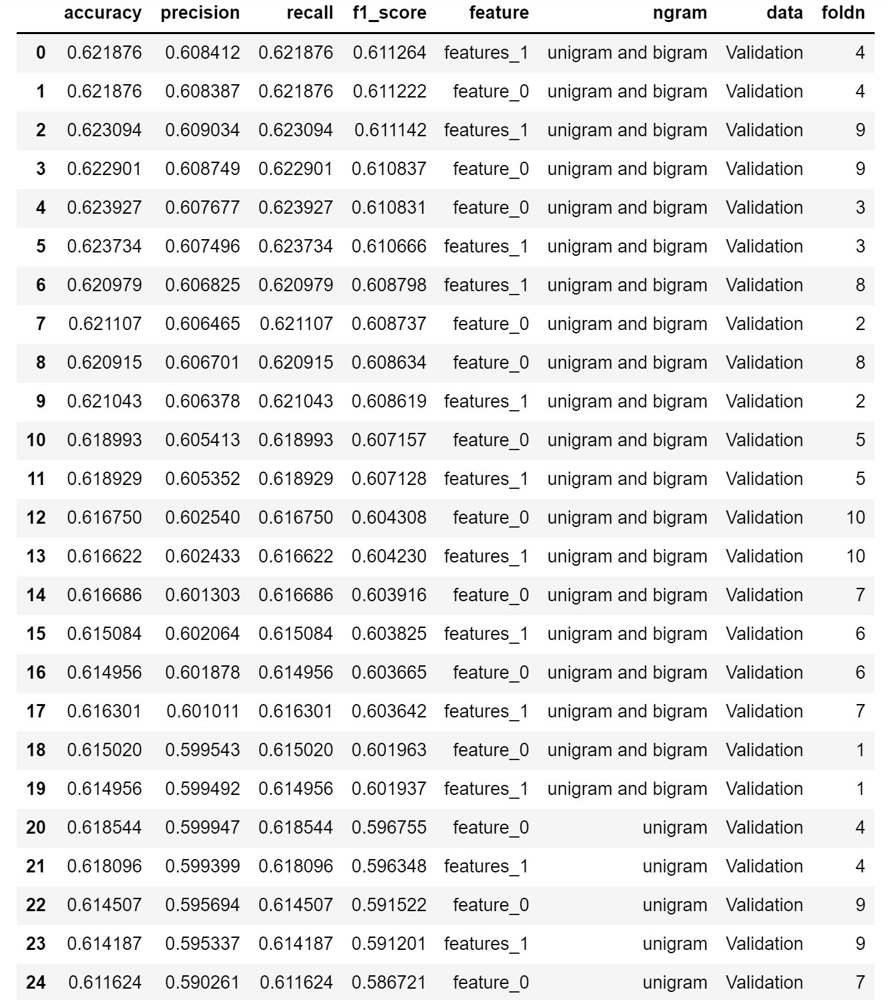 accuracy precision recall f1_score feature ngram data foldn
0 0.621876 0.608412 0.621876 0.611264 features_1 unigram and bigram Validation 4
1 0.621876 0.608387 0.621876 0.611222 feature_0 unigram and bigram Validation 4
2 0.623094 0.609034 0.623094 0.611142 features_1 unigram and bigram Validation 9
3 0.622901 0.608749 0.622901 0.610837 feature_0 unigram and bigram Validation 9
4 0.623927 0.607677 0.623927 0.610831 feature_0 unigram and bigram Validation 3
5 0.623734 0.607496 0.623734 0.610666 features_1 unigram and bigram Validation 3
6 0.620979 0.606825 0.620979 0.608798 features_1 unigram and bigram Validation 8
7 0.621107 0.606465 0.621107 0.608737 feature_0 unigram and bigram Validation 2
8 0.620915 0.606701 0.620915 0.608634 feature_0 unigram and bigram Validation 8
9 0.621043 0.606378 0.621043 0.608619 features_1 unigram and bigram Validation 2
10 0.618993 0.605413 0.618993 0.607157 feature_0 unigram and bigram Validation 5
11 0.618929 0.605352 0.618929 0.607128 features_1 unigram and bigram Validation 5
12 0.616750 0.602540 0.616750 0.604308 feature_0 unigram and bigram Validation 10
13 0.616622 0.602433 0.616622 0.604230 features_1 unigram and bigram Validation 10
14 0.616686 0.601303 0.616686 0.603916 feature_0 unigram and bigram Validation 7
15 0.615084 0.602064 0.615084 0.603825 features_1 unigram and bigram Validation 6
16 0.614956 0.601878 0.614956 0.603665 feature_0 unigram and bigram Validation 6
17 0.616301 0.601011 0.616301 0.603642 features_1 unigram and bigram Validation 7
18 0.615020 0.599543 0.615020 0.601963 feature_0 unigram and bigram Validation 1
19 0.614956 0.599492 0.614956 0.601937 features_1 unigram and bigram Validation 1
20 0.618544 0.599947 0.618544 0.596755 feature_0 unigram Validation 4
21 0.618096 0.599399 0.618096 0.596348 features_1 unigram Validation 4
22 0.614507 0.595694 0.614507 0.591522 feature_0 unigram Validation 9
23 0.614187 0.595337 0.614187 0.591201 features_1 unigram Validation 9
24 0.611624 0.590261 0.611624 0.586721 feature_0 unigram Validation 7